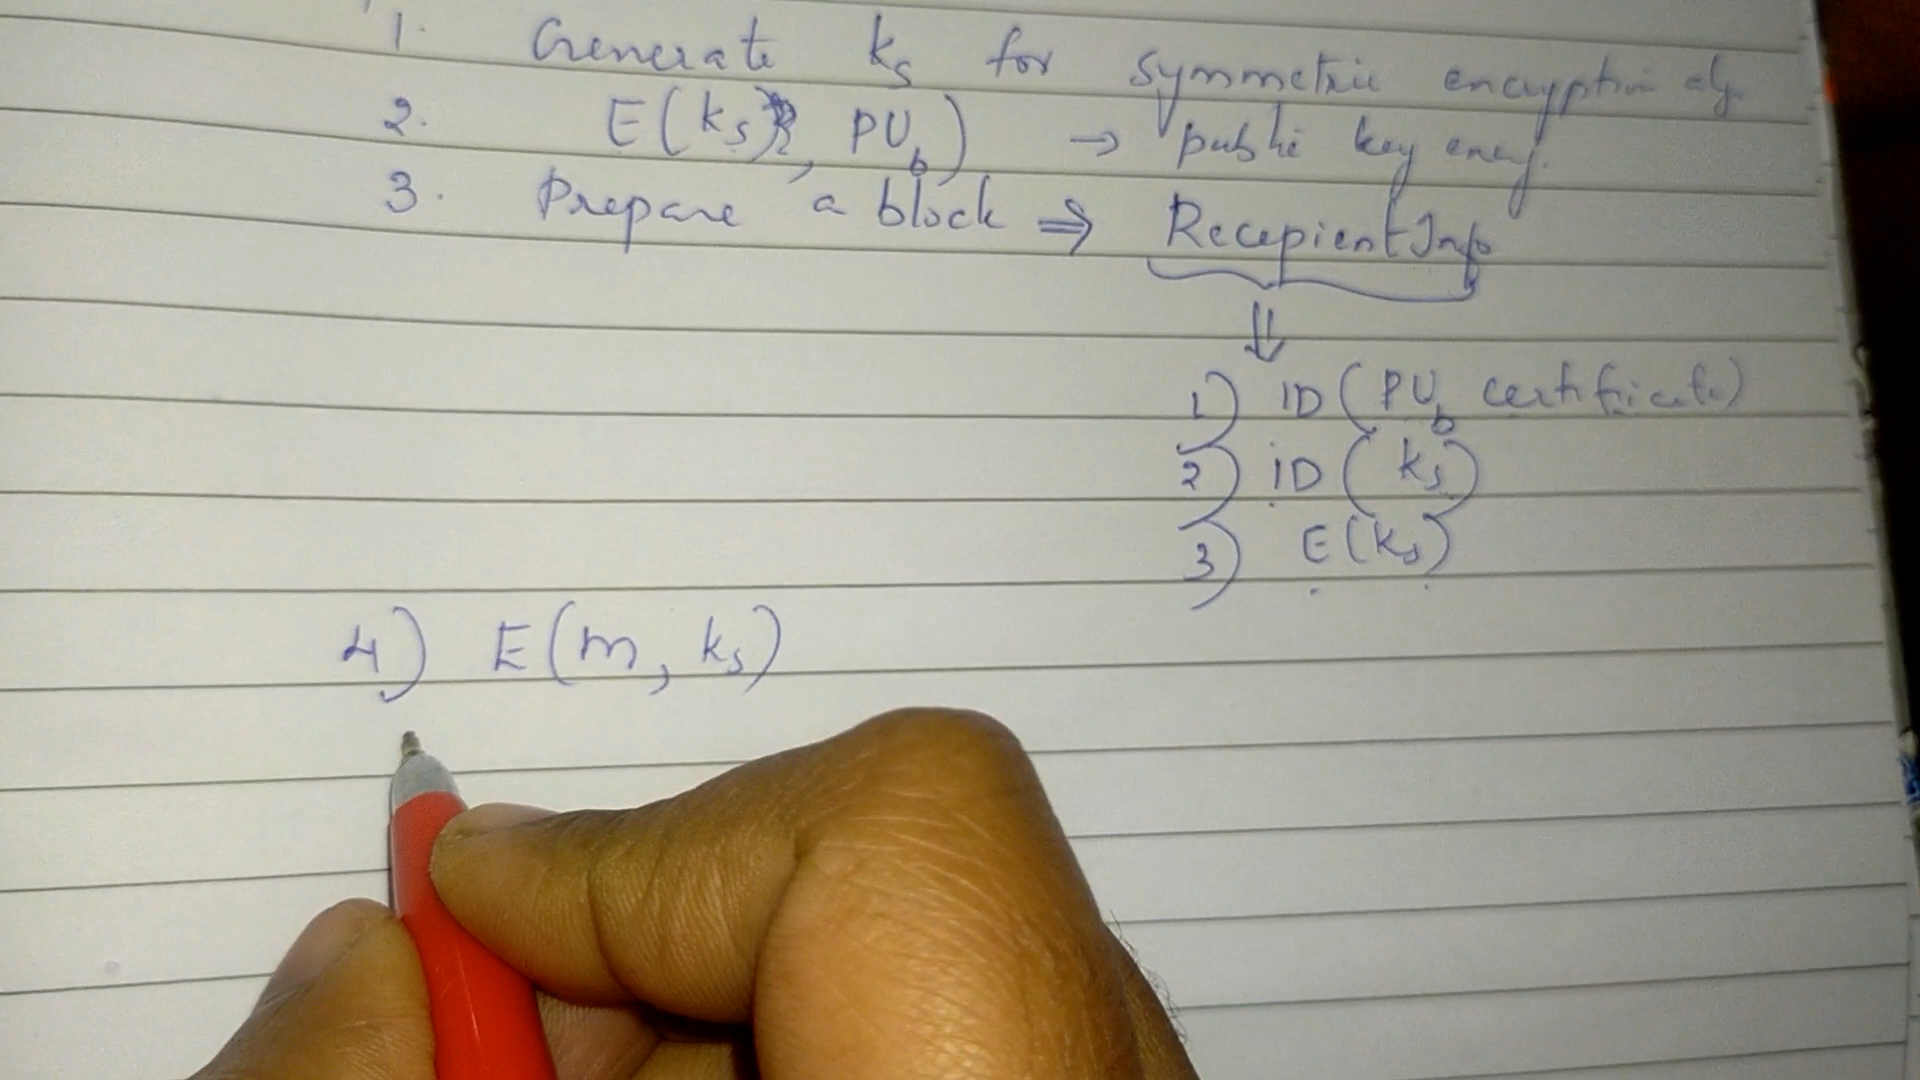 1. Generate ks for symmetric encryption alg.
2. E(ks, PUb) → public key ency.
3. Prepare a block ⇒ RecepientInfo
⇓
1) ID(PUb certificate)
2) iD(ks)
3) E(ks)
4) E(m, ks)